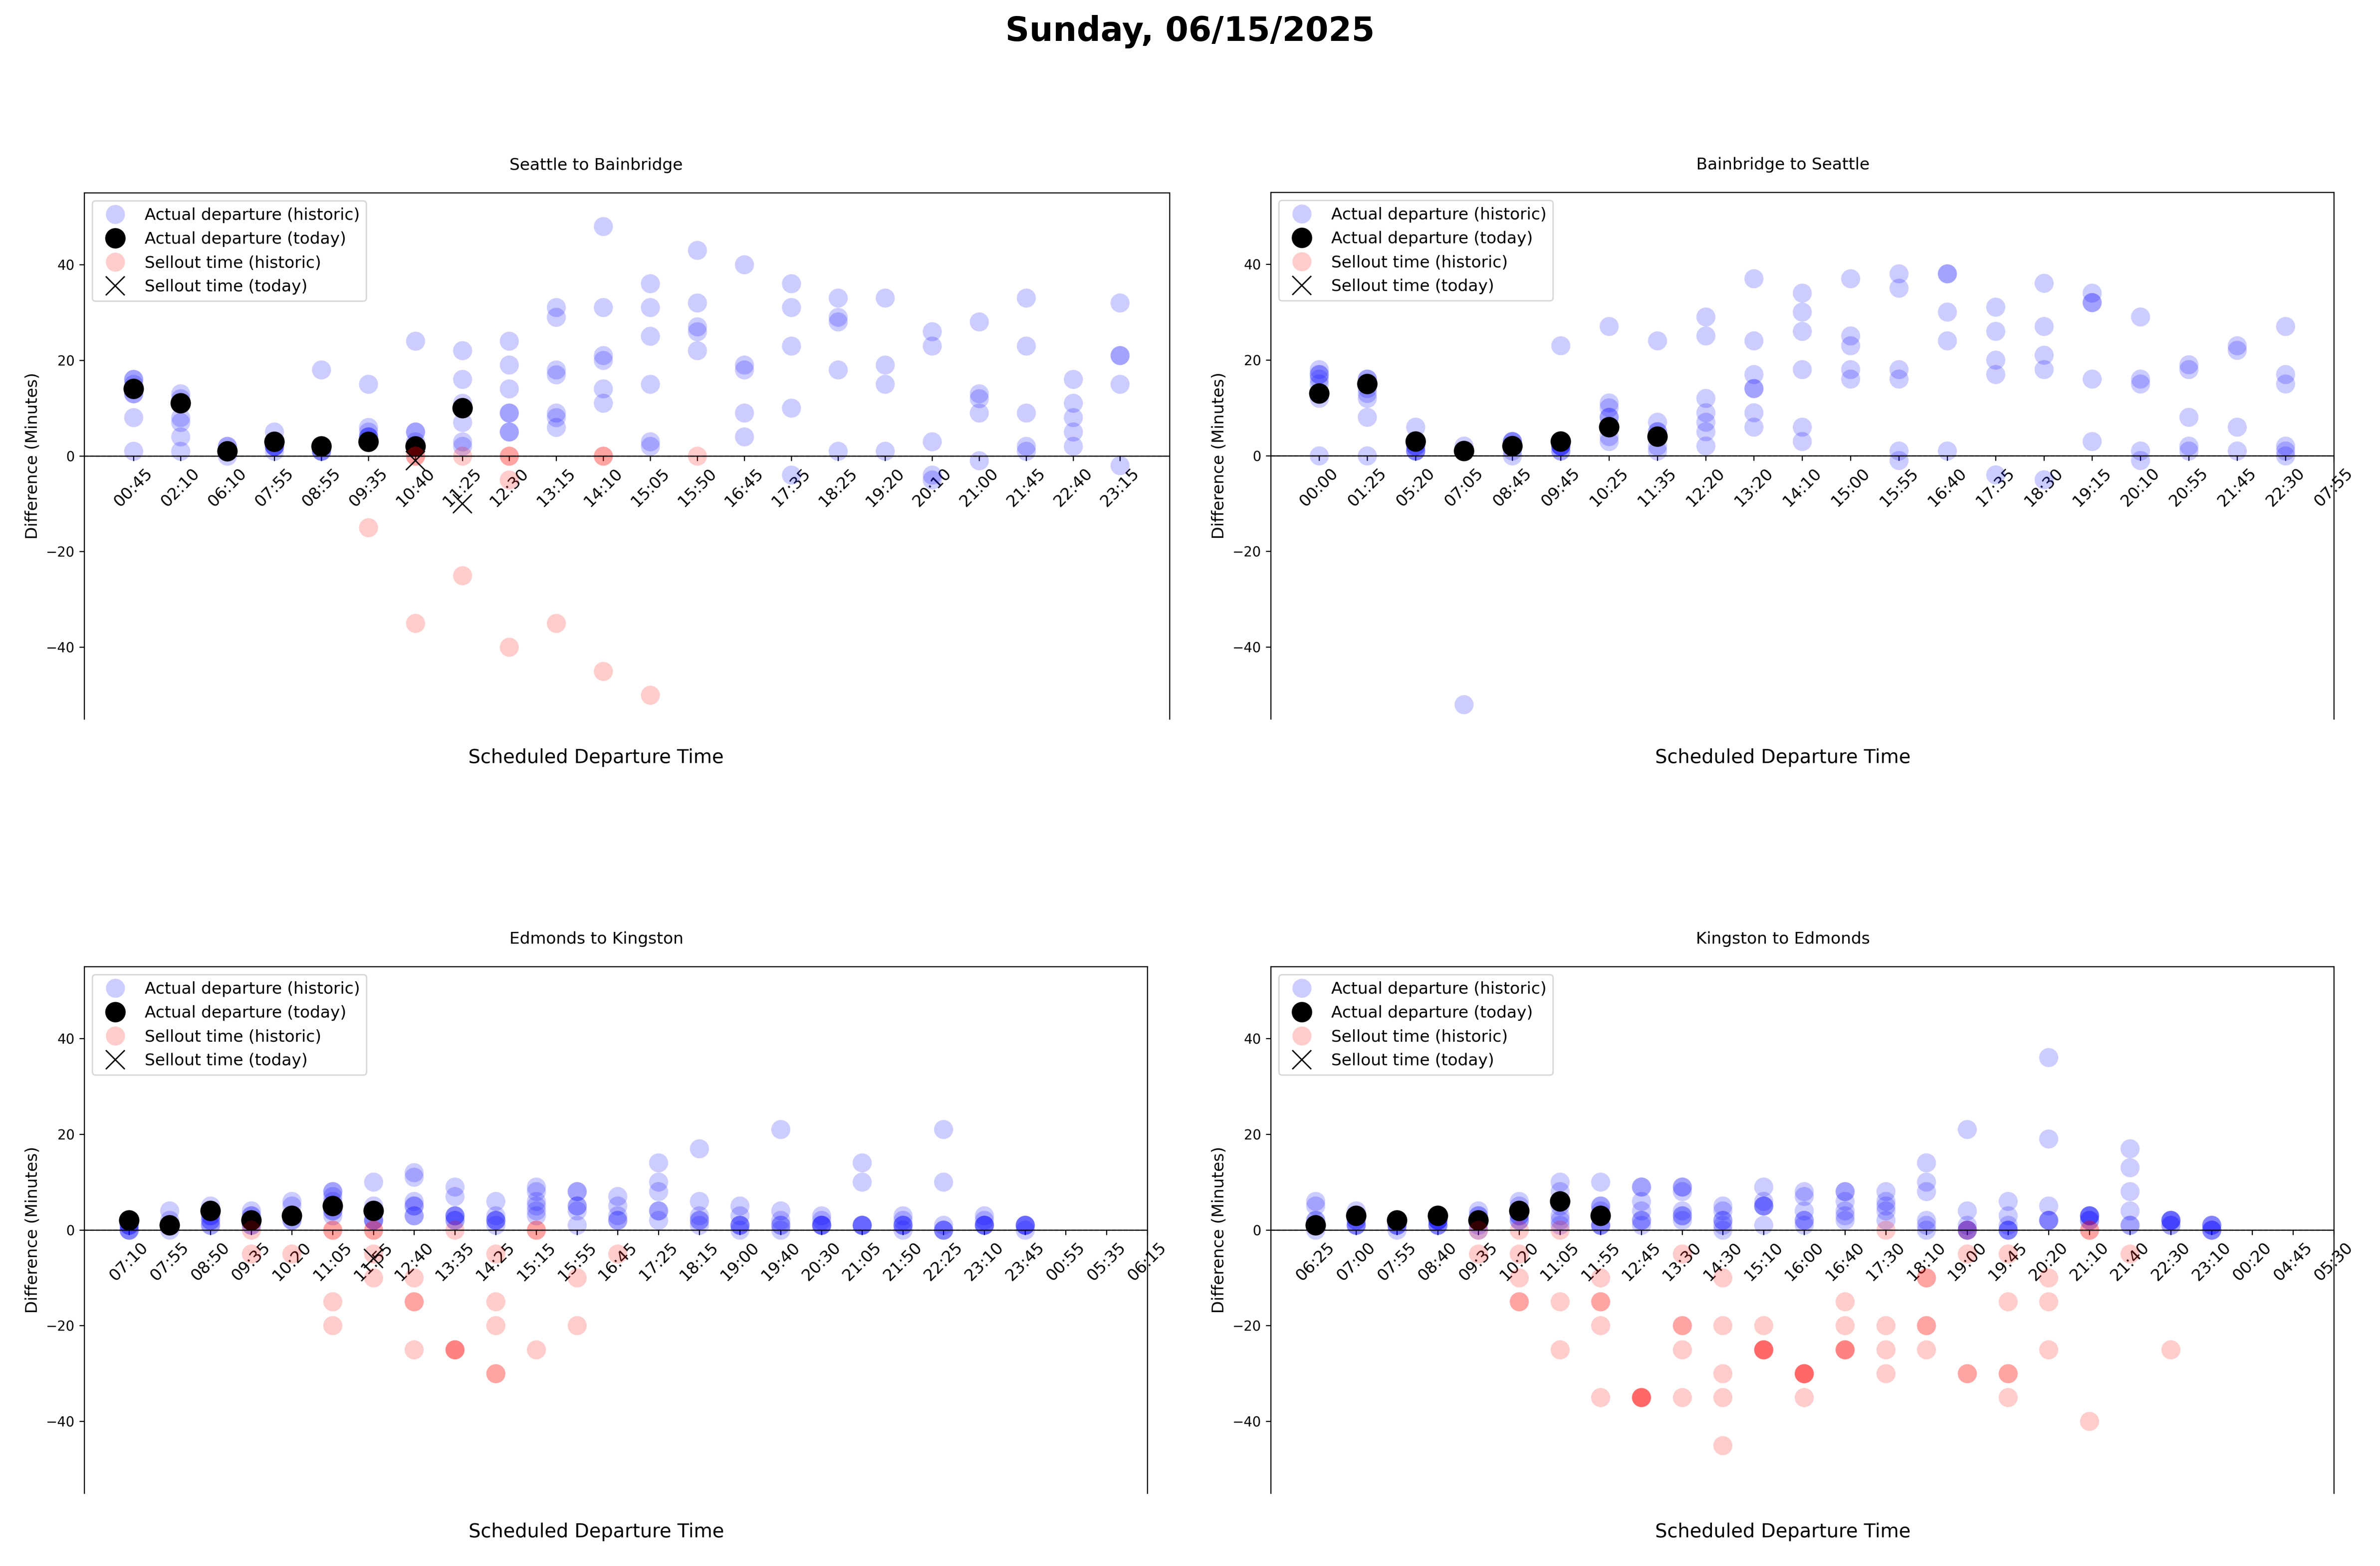 Sunday, 06/15/2025
Seattle to Bainbridge
Actual departure (historic)
Actual departure (today)
Sellout time (historic)
Sellout time (today)
Difference (Minutes)
40
20
0
−20
−40
00:45 02:10 06:10 07:55 08:55 09:35 10:40 11:25 12:30 13:15 14:10 15:05 15:50 16:45 17:35 18:25 19:20 20:10 21:00 21:45 22:40 23:15
Scheduled Departure Time
Bainbridge to Seattle
Actual departure (historic)
Actual departure (today)
Sellout time (historic)
Sellout time (today)
Difference (Minutes)
40
20
0
−20
−40
00:00 01:25 05:20 07:05 08:45 09:45 10:25 11:35 12:20 13:20 14:10 15:00 15:55 16:40 17:35 18:30 19:15 20:10 20:55 21:45 22:30 07:55
Scheduled Departure Time
Edmonds to Kingston
Actual departure (historic)
Actual departure (today)
Sellout time (historic)
Sellout time (today)
Difference (Minutes)
40
20
0
−20
−40
07:10 07:55 08:50 09:35 10:20 11:05 11:55 12:40 13:35 14:25 15:15 15:55 16:45 17:25 18:15 19:00 19:40 20:30 21:05 21:50 22:25 23:10 23:45 00:55 05:35 06:15
Scheduled Departure Time
Kingston to Edmonds
Actual departure (historic)
Actual departure (today)
Sellout time (historic)
Sellout time (today)
Difference (Minutes)
40
20
0
−20
−40
06:25 07:00 07:55 08:40 09:35 10:20 11:05 11:55 12:45 13:30 14:30 15:10 16:00 16:40 17:30 18:10 19:00 19:45 20:20 21:10 21:40 22:30 23:10 00:20 04:45 05:30
Scheduled Departure Time